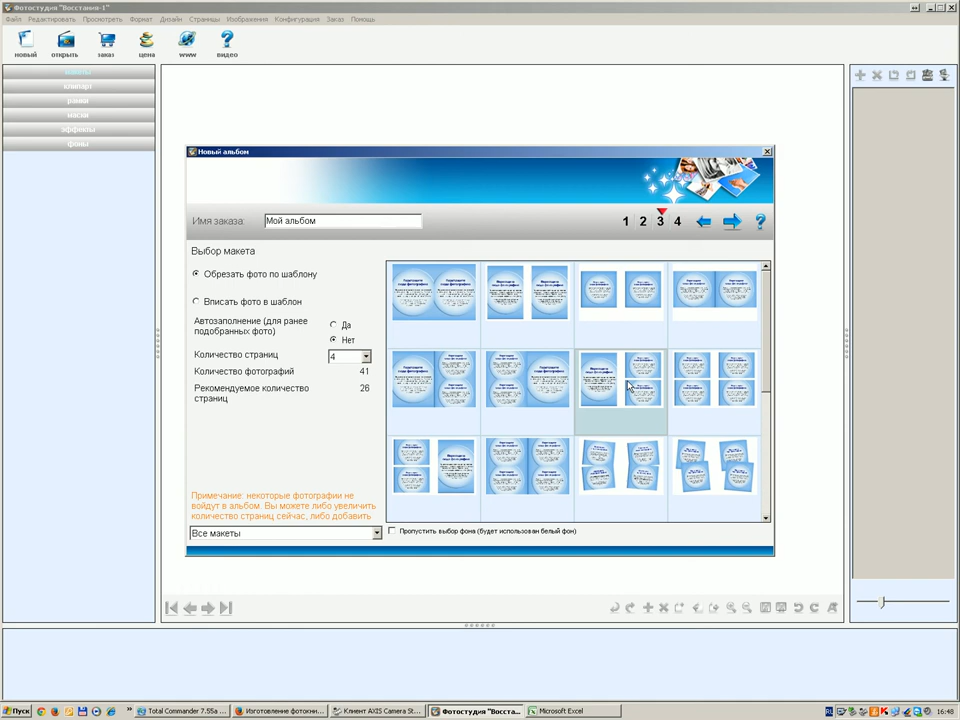 Фотостудия "Восстания-1"
Файл Редактировать Просмотреть Формат Дизайн Страницы Изображения Конфигурация Заказ Помощь
новый открыть заказ цена www видео
макеты
клипарт
рамки
маски
эффекты
фоны
Новый альбом
Имя заказа: Мой альбом 1 2 3 4
Выбор макета
Обрезать фото по шаблону
Вписать фото в шаблон
Автозаполнение (для ранее
подобранных фото)
Да
Нет
Количество страниц 4
Количество фотографий 41
Рекомендуемое количество 26
страниц
Примечание: некоторые фотографии не
войдут в альбом. Вы можете либо увеличить
количество страниц сейчас, либо добавить
Все макеты
Пропустить выбор фона (будет использован белый фон)
Пуск Total Commander 7.55a ... Изготовление фотокни... Клиент AXIS Camera St... Фотостудия "Восста... Microsoft Excel RL 16:48